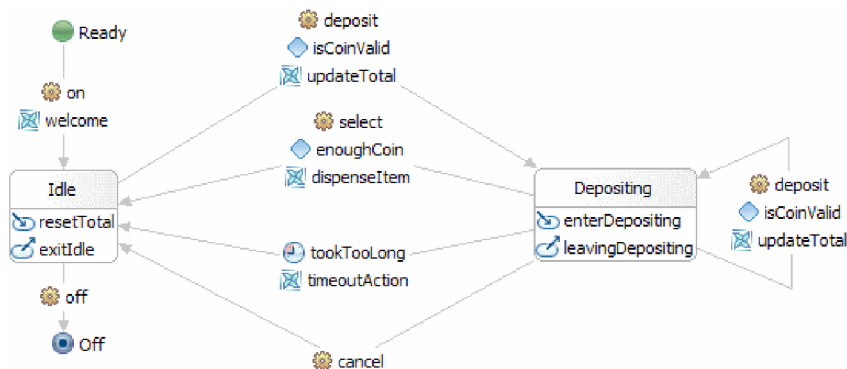 Ready
on
welcome
deposit
isCoinValid
updateTotal
select
enoughCoin
dispenseItem
Idle
resetTotal
exitIdle
tookTooLong
timeoutAction
Depositing
enterDepositing
leavingDepositing
deposit
isCoinValid
updateTotal
off
Off
cancel